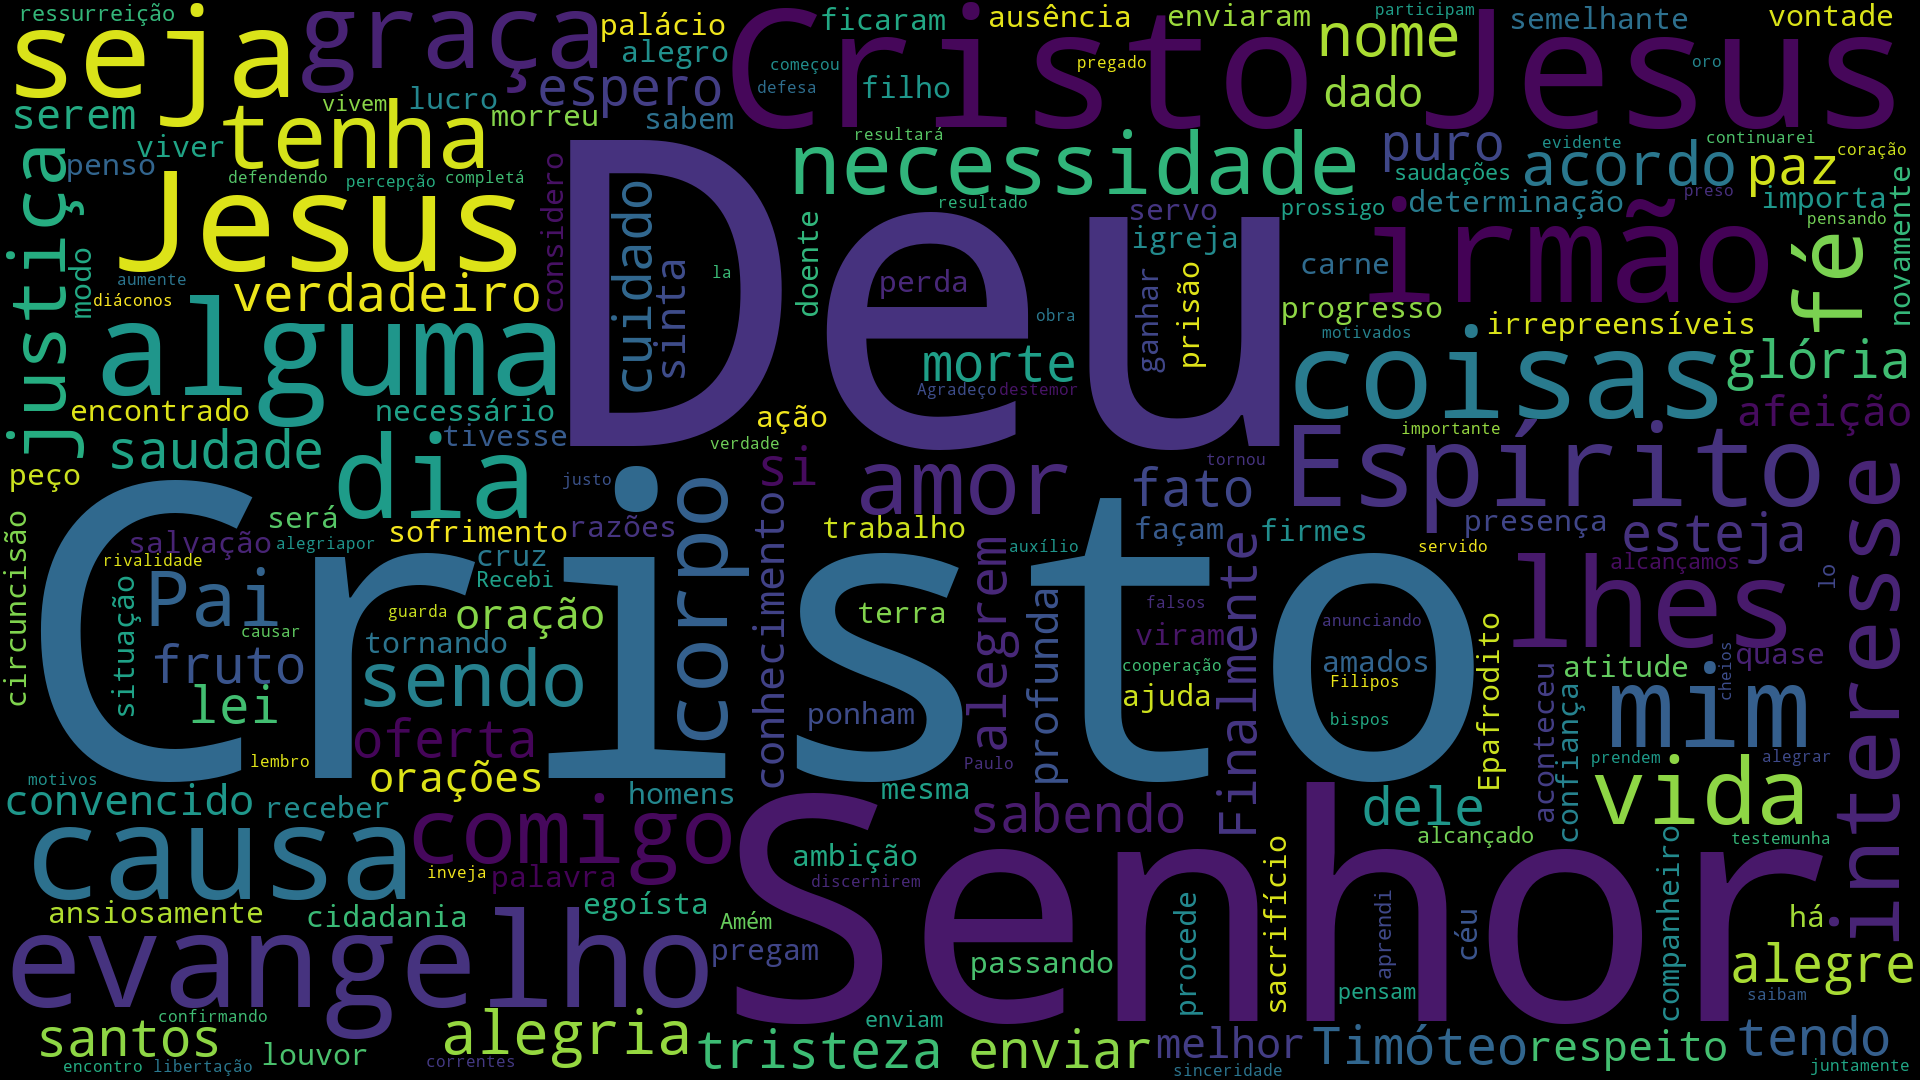 ressurreição
seja
graça
palácio
alegro
espero
Cristo
ficaram
ausência
enviaram
nome
participam
semelhante
vontade
Jesus
começou
defesa
filho
pregado
dado
oro
serem
viver
penso
vivem
tenha
lucro
morreu
sabem
resultará
necessidade
puro
evidente
acordo
continuarei
paz
coração
defendendo
percepção
completá
saudações
preso
justiça
Jesus
considero
cuidado
Deu
resultado
servo
prossigo
determinação
importa
pensando
igreja
irmão
fé
novamente
modo
aumente
diáconos
verdadeiro
sinta
la
doente
perda
ganhar
prisão
carne
progresso
obra
motivados
irrepreensíveis
alguma
morte
coisas
glória
encontrado
necessário
Agradeço
destemor
afeição
saudade
dia
tivesse
ação
verdade
importante
peço
justo
corpo
si
amor
fato
tornou
Espírito
interesse
circuncisão
será
sofrimento
razões
conhecimento
trabalho
façam
firmes
presença
esteja
salvação
alegriapor
rivalidade
cruz
auxílio
servido
alcançamos
situação
Pai
Recebi
Cristo
alegrem
profunda
Finalmente
lhes
lo
guarda
oração
terra
falsos
anunciando
causar
tornando
viram
Epafrodito
fruto
sendo
cooperação
amados
atitude
quase
cheios
lei
ajuda
Filipos
aconteceu
confiança
mim
ponham
bispos
oferta
lembro
Paulo
prendem
alegrar
motivos
orações
convencido
receber
homens
mesma
sabendo
dele
vida
causa
comigo
alcançado
testemunha
companheiro
ambição
inveja
palavra
discernirem
Senhor
sacrifício
ansiosamente
cidadania
egoísta
procede
aprendi
céu
há
evangelho
Amém
pregam
passando
alegre
pensam
saibam
confirmando
santos
louvor
alegria
enviam
tristeza
enviar
melhor
Timóteo
respeito
tendo
encontro
libertação
correntes
sinceridade
juntamente